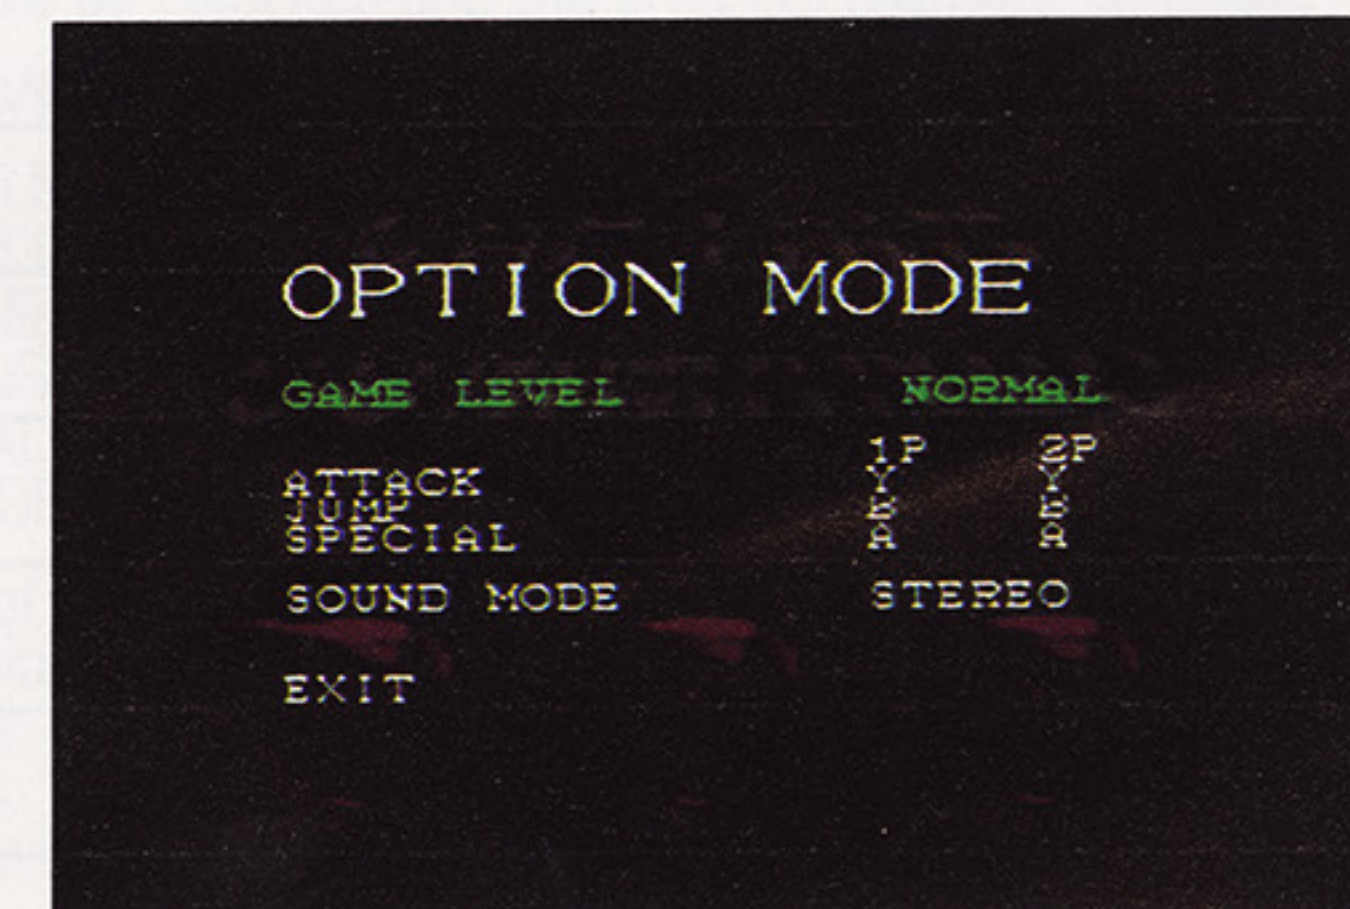 OPTION MODE
GAME LEVEL NORMAL
1P 2P
ATTACK Y Y
JUMP B B
SPECIAL A A
SOUND MODE STEREO
EXIT